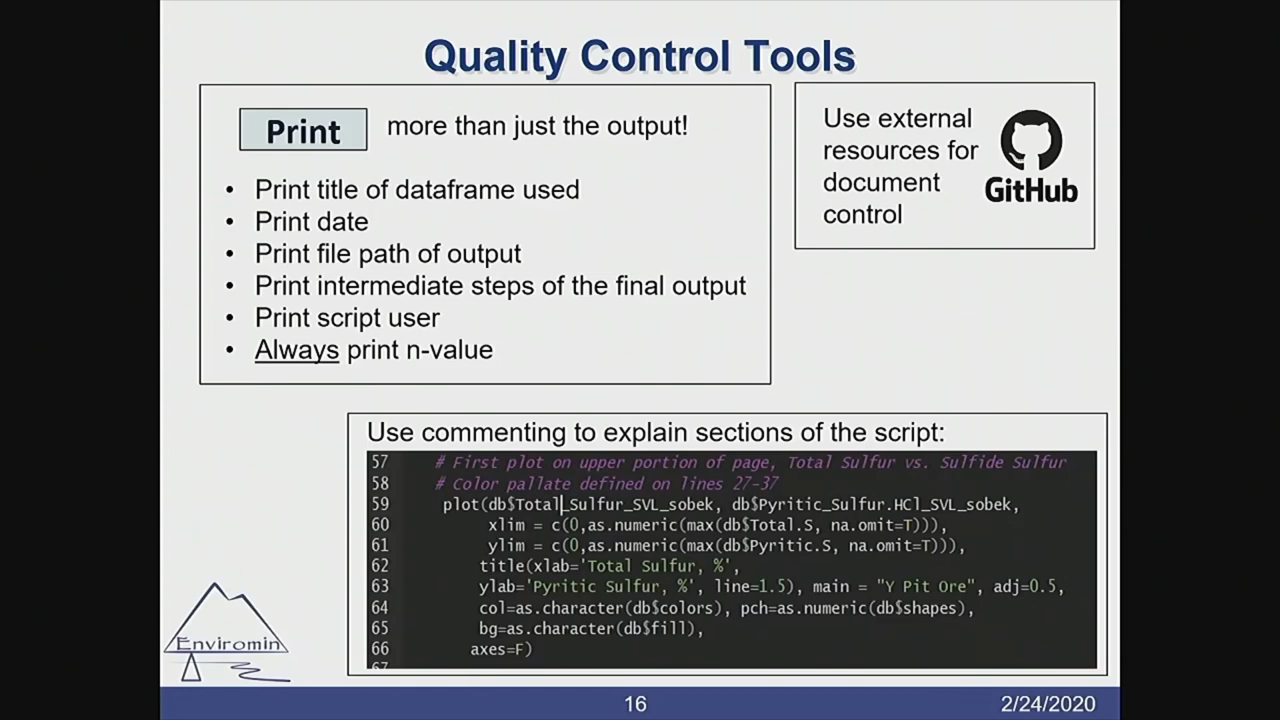 Quality Control Tools
Print more than just the output!
• Print title of dataframe used
• Print date
• Print file path of output
• Print intermediate steps of the final output
• Print script user
• Always print n-value
Use external
resources for
document
control
GitHub
Use commenting to explain sections of the script:
57 # First plot on upper portion of page, Total Sulfur vs. Sulfide Sulfur
58 # Color pallate defined on lines 27-37
59 plot(db$Total_Sulfur_SVL_sobek, db$Pyritic_Sulfur.HCl_SVL_sobek,
60 xlim = c(0,as.numeric(max(db$Total.S, na.omit=T))),
61 ylim = c(0,as.numeric(max(db$Pyritic.S, na.omit=T))),
62 title(xlab='Total Sulfur, %',
63 ylab='Pyritic Sulfur, %', line=1.5), main = "Y Pit Ore", adj=0.5,
64 col=as.character(db$colors), pch=as.numeric(db$shapes),
65 bg=as.character(db$fill),
66 axes=F)
67
Enviromin
16
2/24/2020